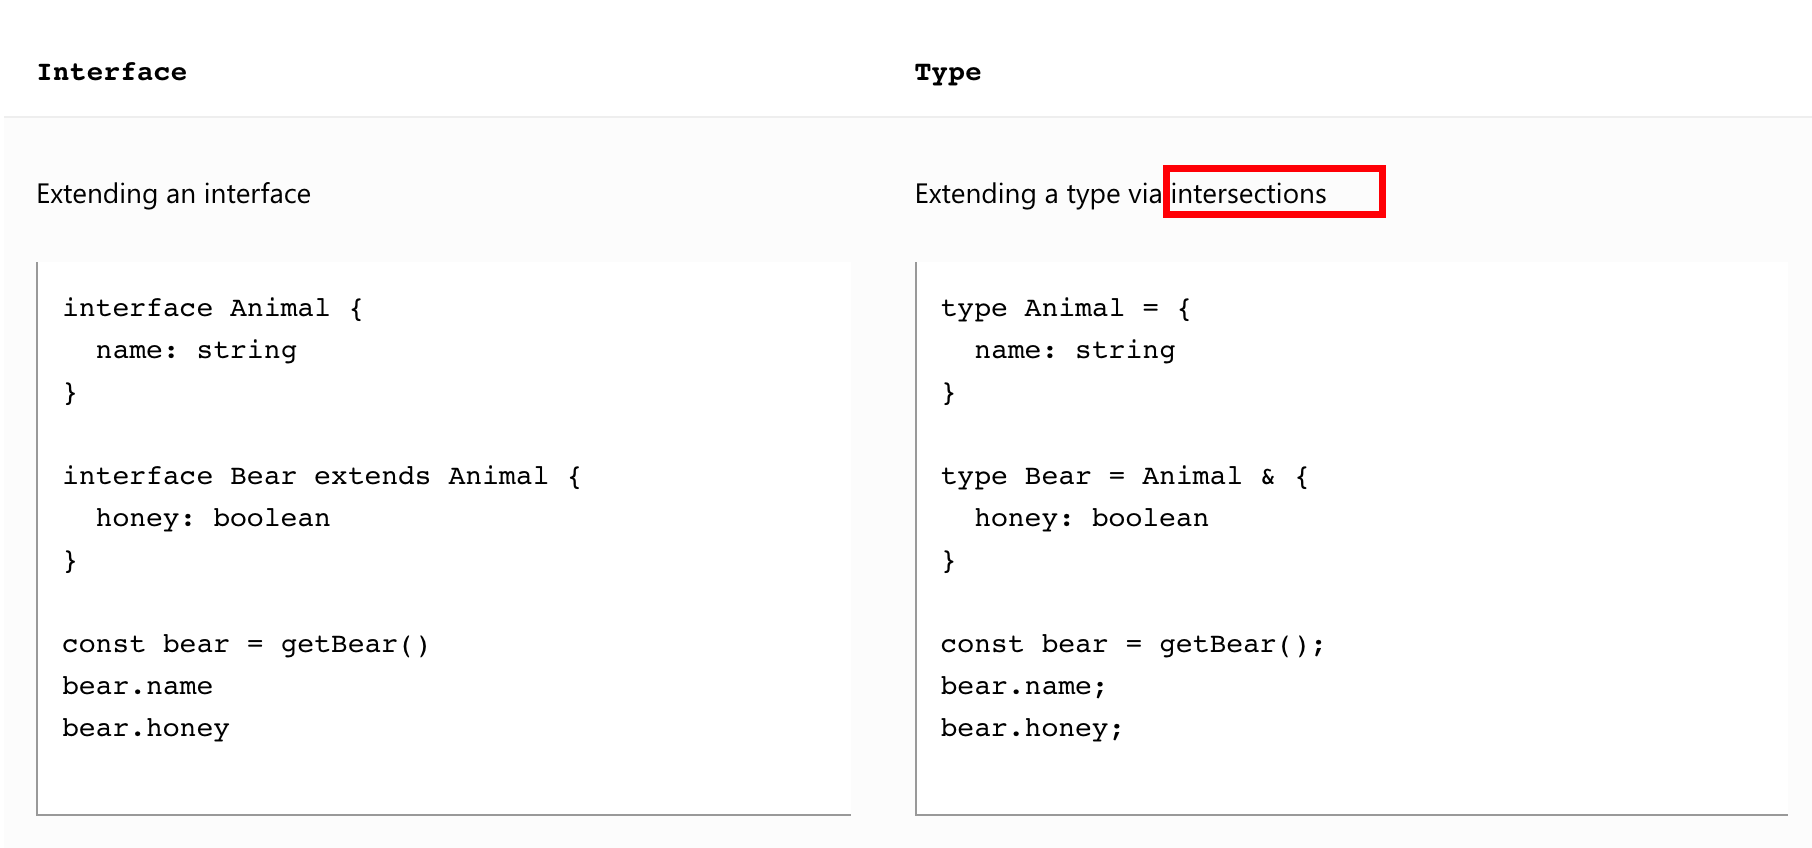 Interface
Type
Extending an interface
Extending a type via intersections
interface Animal {
  name: string
}

interface Bear extends Animal {
  honey: boolean
}

const bear = getBear()
bear.name
bear.honey
type Animal = {
  name: string
}

type Bear = Animal & {
  honey: boolean
}

const bear = getBear();
bear.name;
bear.honey;